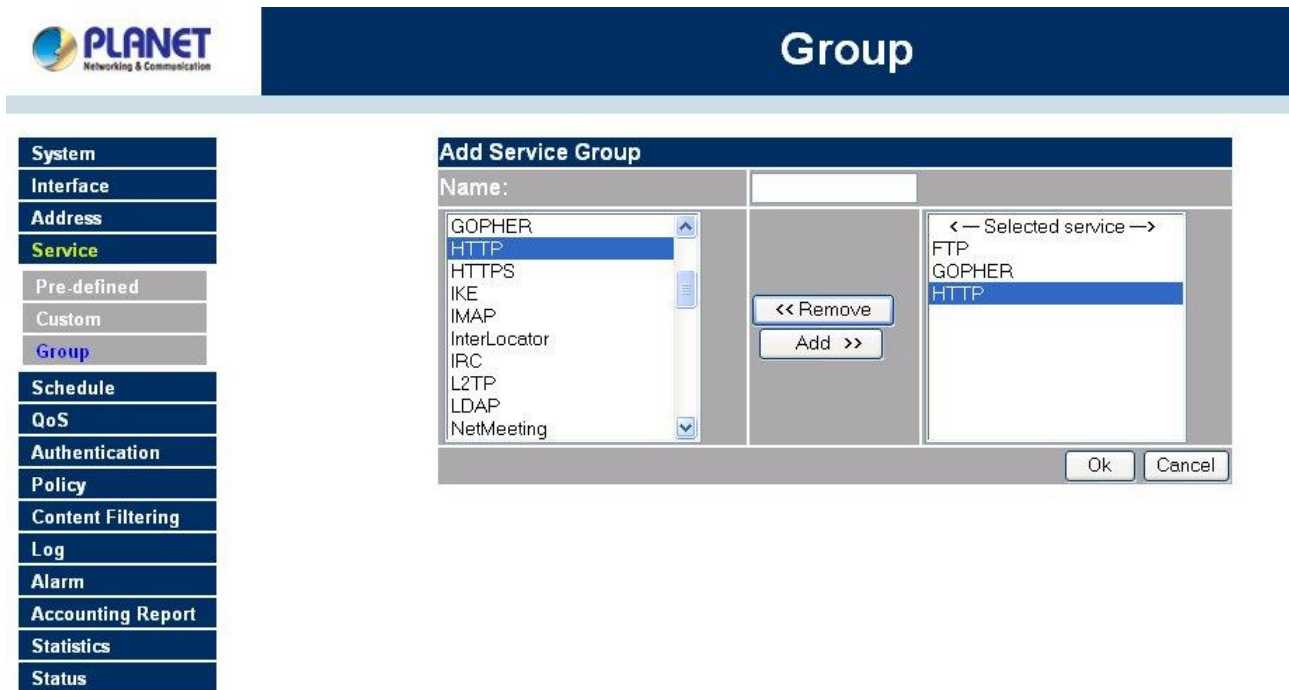 PLANET
Networking & Communication
Group
System
Interface
Address
Service
Pre-defined
Custom
Group
Schedule
QoS
Authentication
Policy
Content Filtering
Log
Alarm
Accounting Report
Statistics
Status
Add Service Group
Name:
GOPHER
HTTP
HTTPS
IKE
IMAP
InterLocator
IRC
L2TP
LDAP
NetMeeting
<< Remove
Add >>
<— Selected service —>
FTP
GOPHER
HTTP
Ok
Cancel